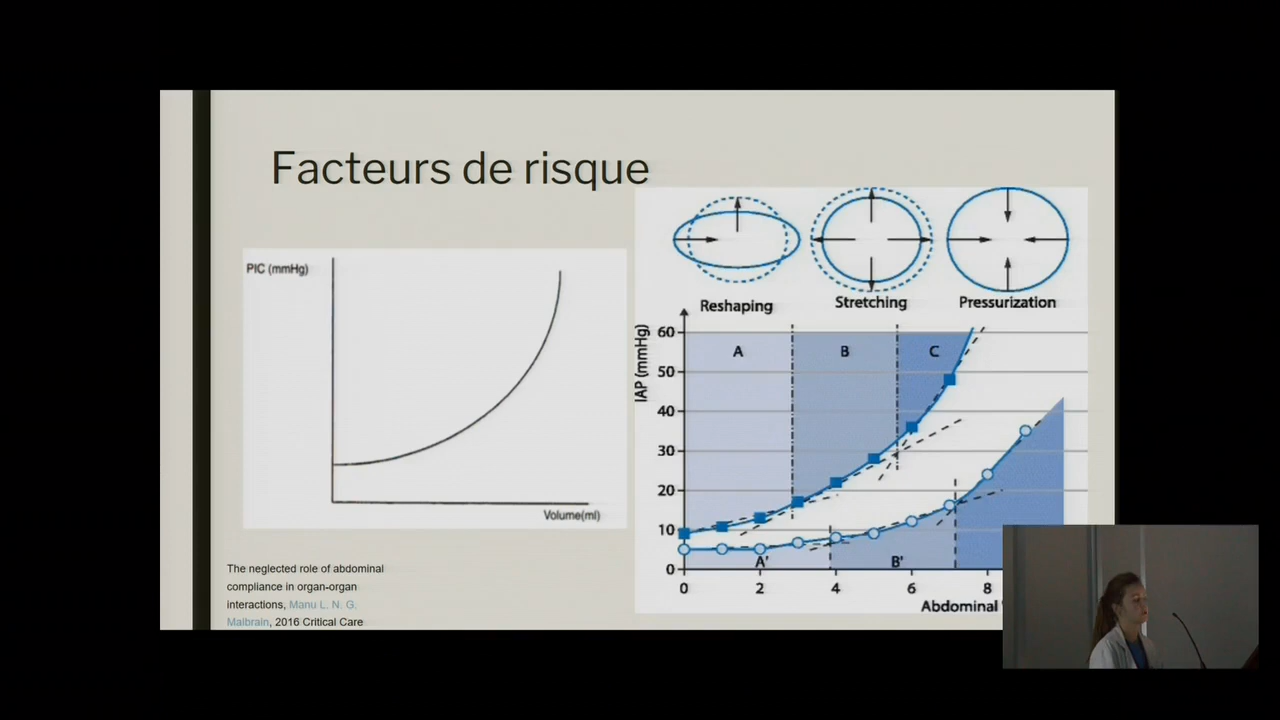 Facteurs de risque
PIC (mmHg)
Volume(ml)
The neglected role of abdominal
compliance in organ-organ
interactions, Manu L. N. G.
Malbrain, 2016 Critical Care
Reshaping
Stretching
Pressurization
IAP (mmHg)
60
50
40
30
20
10
0
A
B
C
A'
B'
0
2
4
6
8
Abdominal